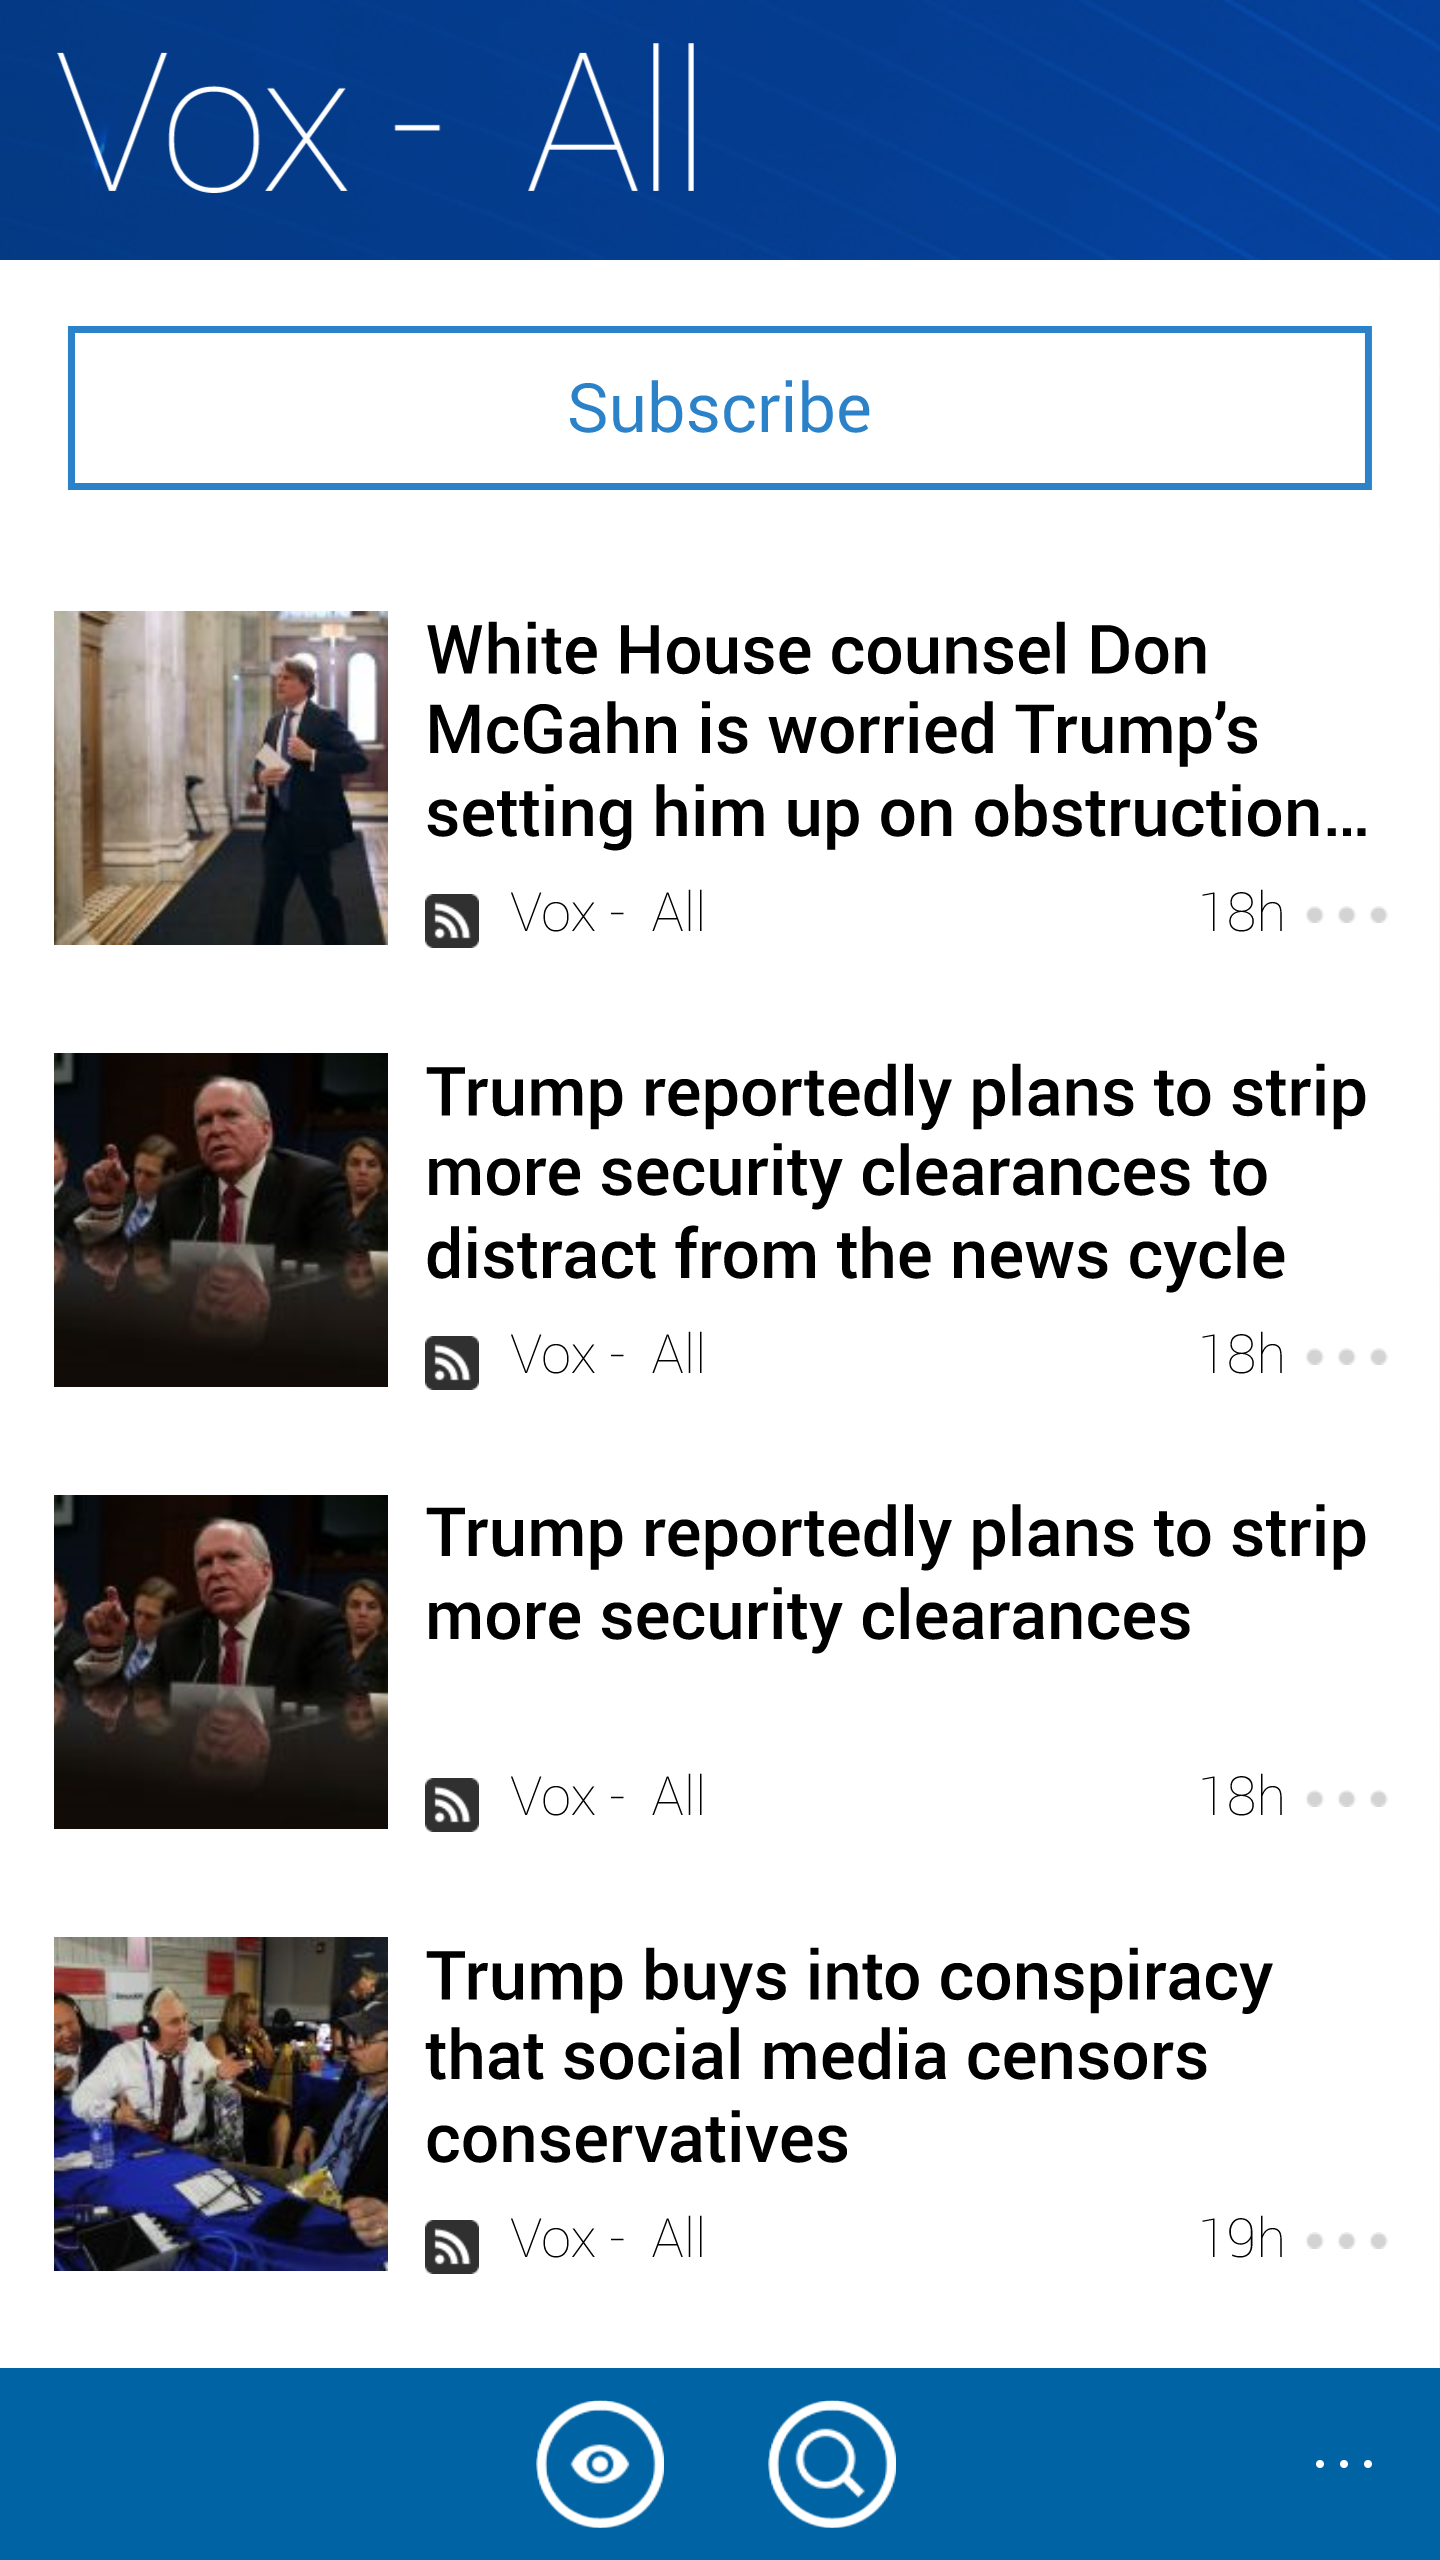 Vox - All
Subscribe
White House counsel Don
McGahn is worried Trump’s
setting him up on obstruction...
Vox - All 18h
Trump reportedly plans to strip
more security clearances to
distract from the news cycle
Vox - All 18h
Trump reportedly plans to strip
more security clearances
Vox - All 18h
Trump buys into conspiracy
that social media censors
conservatives
Vox - All 19h